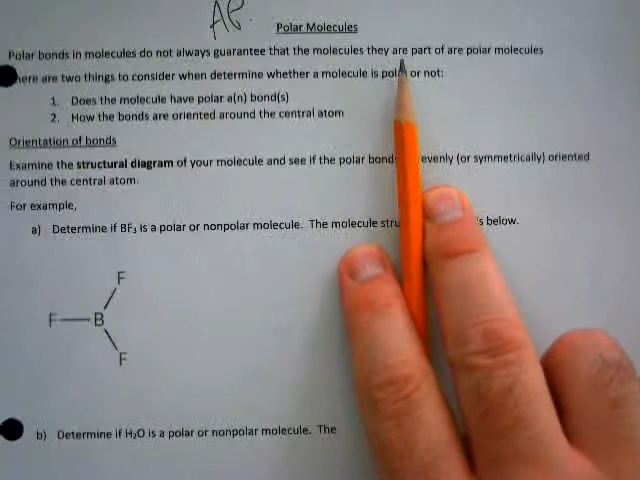 AP.
Polar Molecules
Polar bonds in molecules do not always guarantee that the molecules they are part of are polar molecules
here are two things to consider when determine whether a molecule is pol or not:
1. Does the molecule have polar a(n) bond(s)
2. How the bonds are oriented around the central atom
Orientation of bonds
Examine the structural diagram of your molecule and see if the polar bond evenly (or symmetrically) oriented
around the central atom.
For example,
a) Determine if BF₃ is a polar or nonpolar molecule. The molecule stru s below.
F
F B
F
b) Determine if H₂O is a polar or nonpolar molecule. The